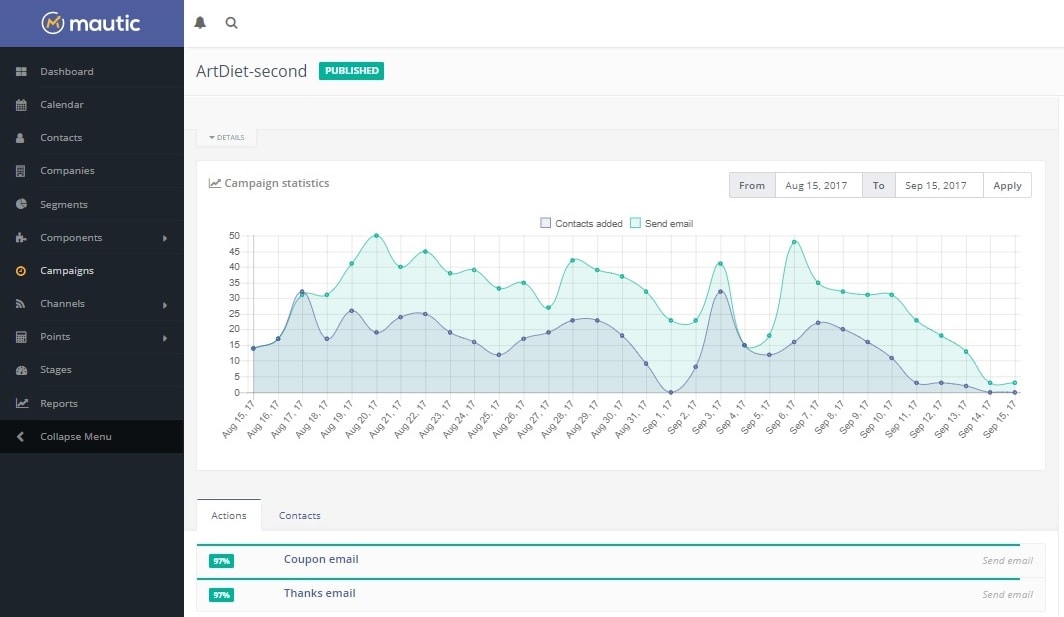 mautic
Dashboard
Calendar
Contacts
Companies
Segments
Components
Campaigns
Channels
Points
Stages
Reports
Collapse Menu
ArtDiet-second PUBLISHED
DETAILS
Campaign statistics
From Aug 15, 2017 To Sep 15, 2017 Apply
Contacts added Send email
50
45
40
35
30
25
20
15
10
5
0
Aug 15, 17
Aug 16, 17
Aug 17, 17
Aug 18, 17
Aug 19, 17
Aug 20, 17
Aug 21, 17
Aug 22, 17
Aug 23, 17
Aug 24, 17
Aug 25, 17
Aug 26, 17
Aug 27, 17
Aug 28, 17
Aug 29, 17
Aug 30, 17
Aug 31, 17
Sep 1, 17
Sep 2, 17
Sep 3, 17
Sep 4, 17
Sep 5, 17
Sep 6, 17
Sep 7, 17
Sep 8, 17
Sep 9, 17
Sep 10, 17
Sep 11, 17
Sep 12, 17
Sep 13, 17
Sep 14, 17
Sep 15, 17
Actions Contacts
97% Coupon email Send email
97% Thanks email Send email